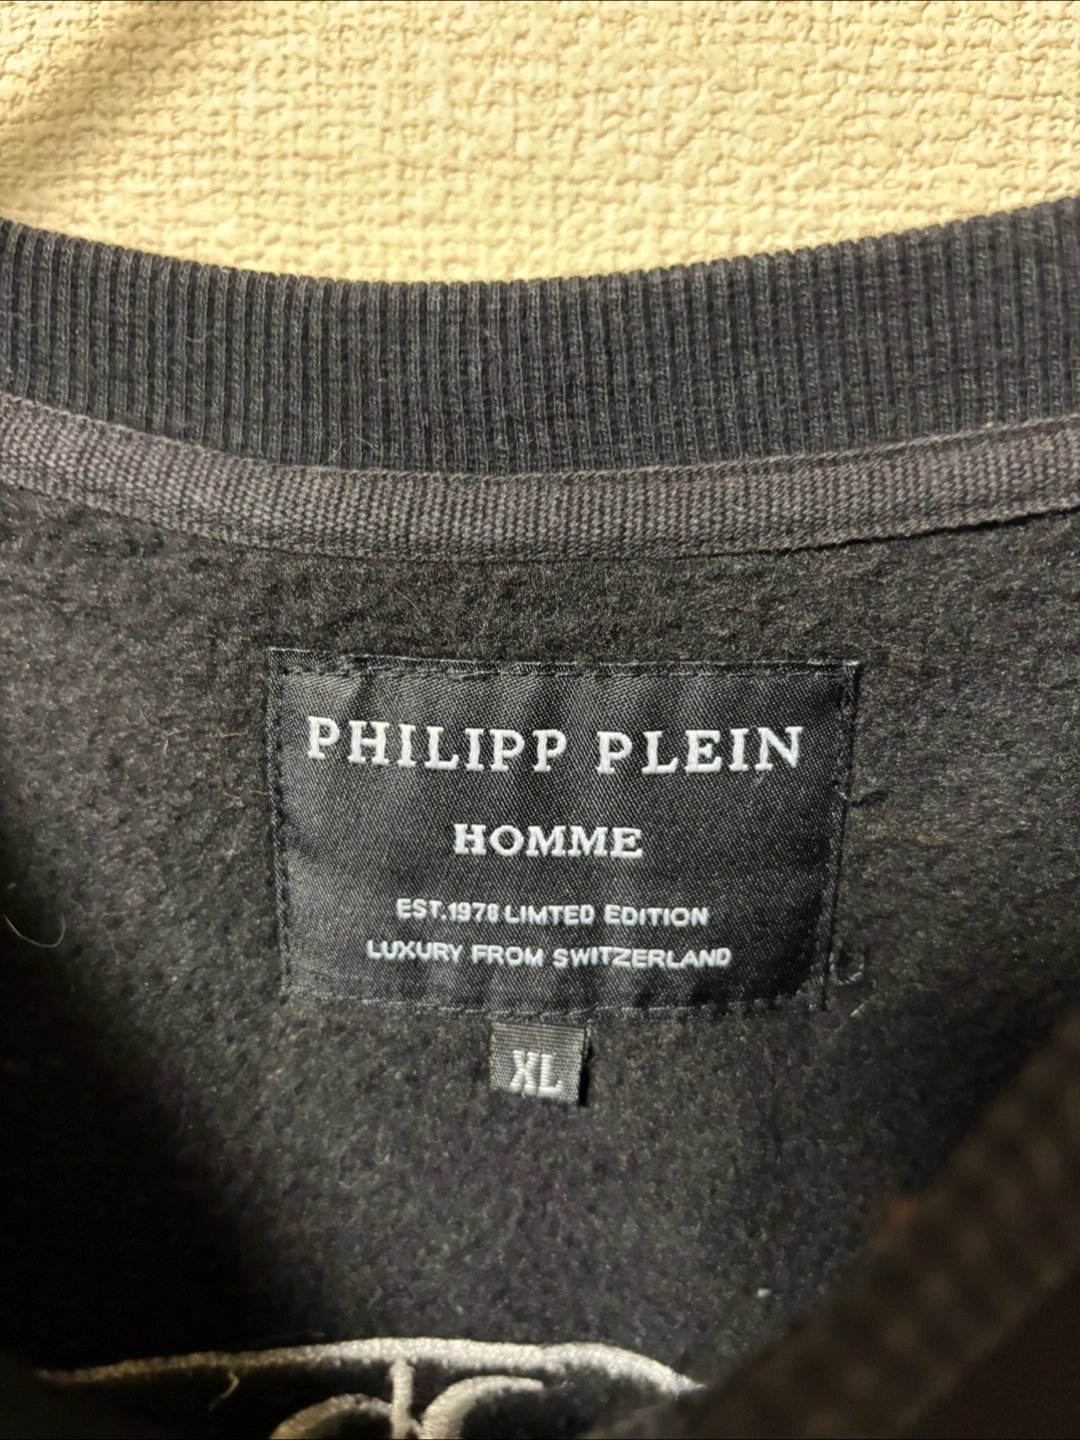 PHILIPP PLEIN
HOMME
EST.1978 LIMTED EDITION
LUXURY FROM SWITZERLAND
XL